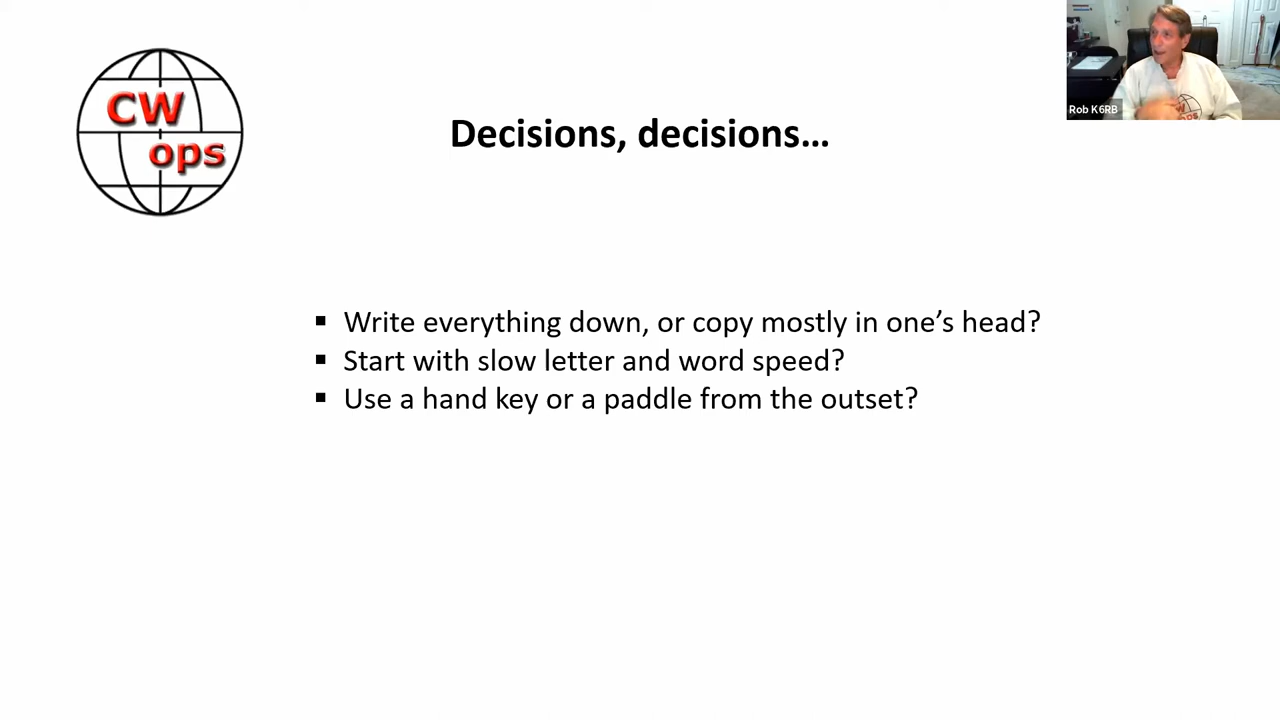 CW
ops
Decisions, decisions...
Rob K6RB
▪ Write everything down, or copy mostly in one’s head?
▪ Start with slow letter and word speed?
▪ Use a hand key or a paddle from the outset?